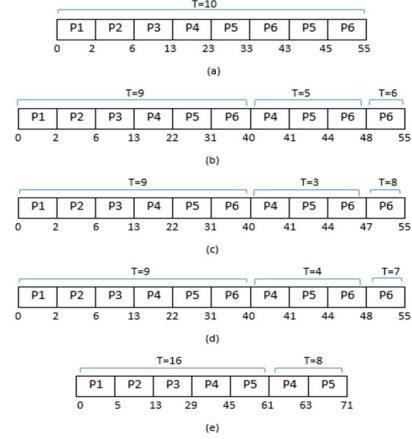 T=10
P1 P2 P3 P4 P5 P6 P5 P6
0 2 6 13 23 33 43 45 55
(a)
T=9 T=5 T=6
P1 P2 P3 P4 P5 P6 P4 P5 P6 P6
0 2 6 13 22 31 40 41 44 49 55
(b)
T=9 T=3 T=8
P1 P2 P3 P4 P5 P6 P4 P5 P6 P6
0 2 6 13 22 31 40 41 44 47 55
(c)
T=9 T=4 T=7
P1 P2 P3 P4 P5 P6 P4 P5 P6 P6
0 2 6 13 22 31 40 41 44 48 55
(d)
T=16 T=8
P1 P2 P3 P4 P5 P4 P5
0 5 13 29 45 61 63 71
(e)